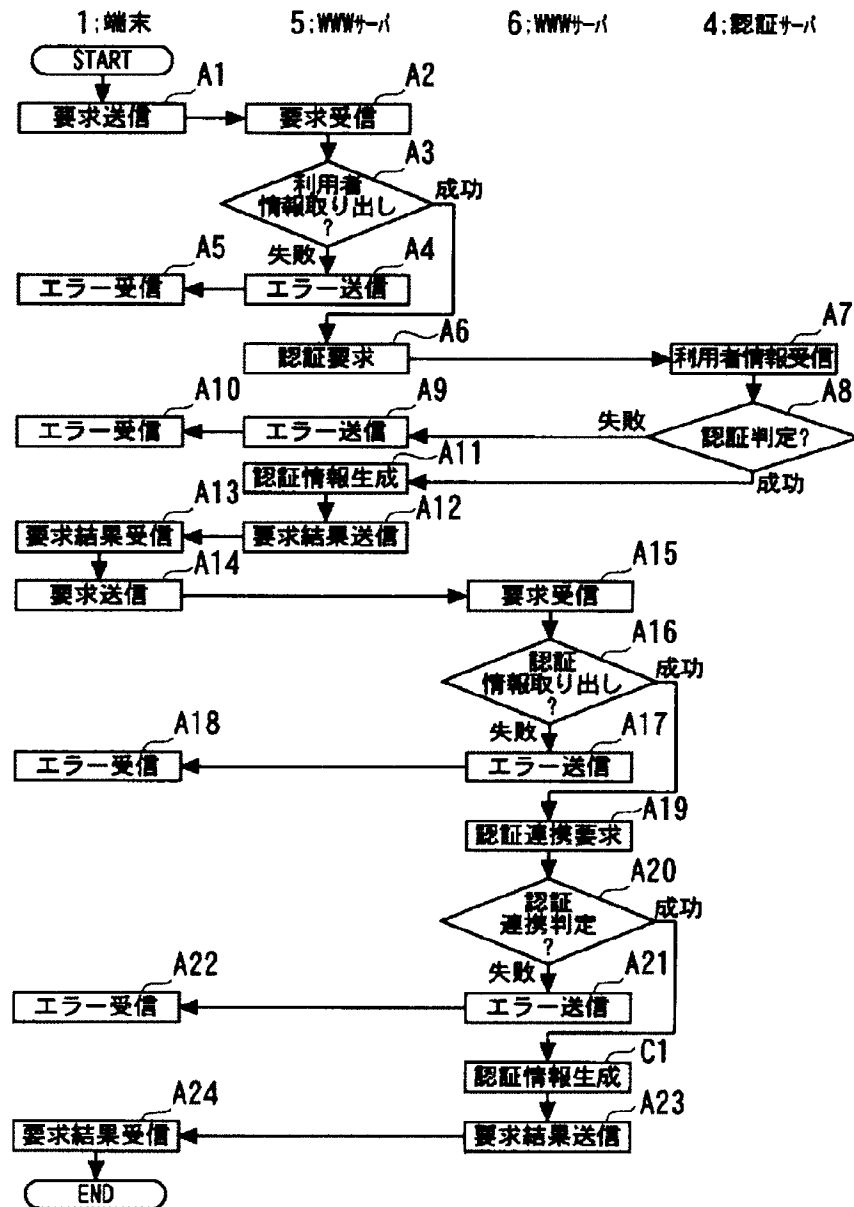 1;端末
5;WWWサーバ
6;WWWサーバ
4;認証サーバ
START
A1
A2
要求送信
要求受信
A3
利用者
情報取り出し
?
成功
失敗
A5
A4
エラー受信
エラー送信
A6
A7
認証要求
利用者情報受信
A8
A10
A9
失敗
認証判定?
エラー受信
エラー送信
A11
認証情報生成
成功
A13
A12
要求結果受信
要求結果送信
A14
A15
要求送信
要求受信
A16
認証
情報取り出し
?
成功
失敗
A18
A17
エラー受信
エラー送信
A19
認証連携要求
A20
認証
連携判定
?
成功
失敗
A22
A21
エラー受信
エラー送信
C1
認証情報生成
A24
A23
要求結果受信
要求結果送信
END